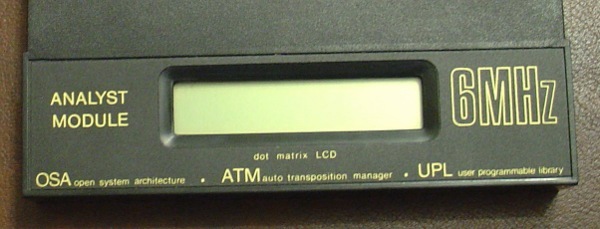 ANALYST
MODULE
6MHz
dot matrix LCD
OSA open system architecture . ATM auto transposition manager . UPL user programmable library